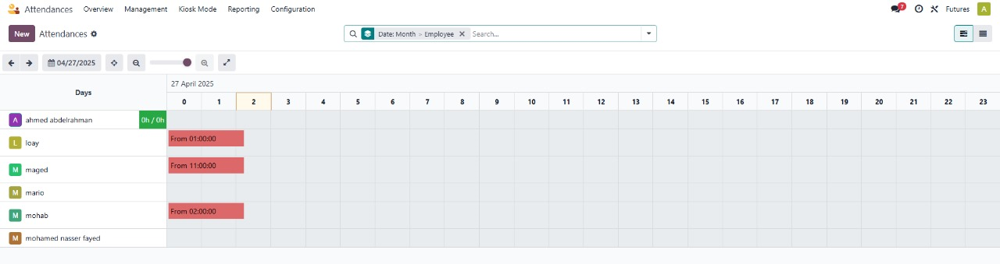 Attendances Overview Management Kiosk Mode Reporting Configuration 7 Futures A
New Attendances Date: Month > Employee Search...
04/27/2025
Days 27 April 2025
0 1 2 3 4 5 6 7 8 9 10 11 12 13 14 15 16 17 18 19 20 21 22 23
A ahmed abdelrahman 0h / 0h
L loay From 01:00:00
M maged From 11:00:00
M mario
M mohab From 02:00:00
M mohamed nasser fayed